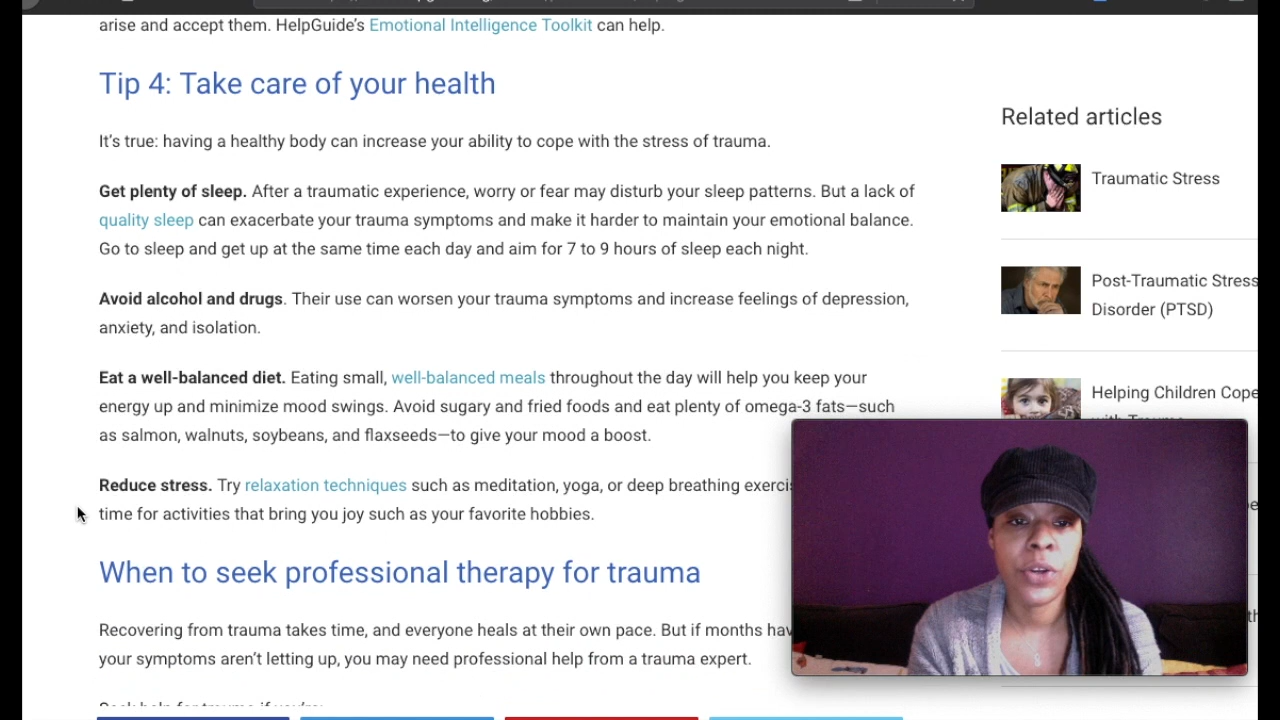 arise and accept them. HelpGuide's Emotional Intelligence Toolkit can help.
Tip 4: Take care of your health
It's true: having a healthy body can increase your ability to cope with the stress of trauma.
Get plenty of sleep. After a traumatic experience, worry or fear may disturb your sleep patterns. But a lack of
quality sleep can exacerbate your trauma symptoms and make it harder to maintain your emotional balance.
Go to sleep and get up at the same time each day and aim for 7 to 9 hours of sleep each night.
Avoid alcohol and drugs. Their use can worsen your trauma symptoms and increase feelings of depression,
anxiety, and isolation.
Eat a well-balanced diet. Eating small, well-balanced meals throughout the day will help you keep your
energy up and minimize mood swings. Avoid sugary and fried foods and eat plenty of omega-3 fats—such
as salmon, walnuts, soybeans, and flaxseeds—to give your mood a boost.
Reduce stress. Try relaxation techniques such as meditation, yoga, or deep breathing
time for activities that bring you joy such as your favorite hobbies.
When to seek professional therapy for trauma
Recovering from trauma takes time, and everyone heals at their own pace. But if months
your symptoms aren't letting up, you may need professional help from a trauma expert.
Related articles
Traumatic Stress
Post-Traumatic Stress
Disorder (PTSD)
Helping Children Cope